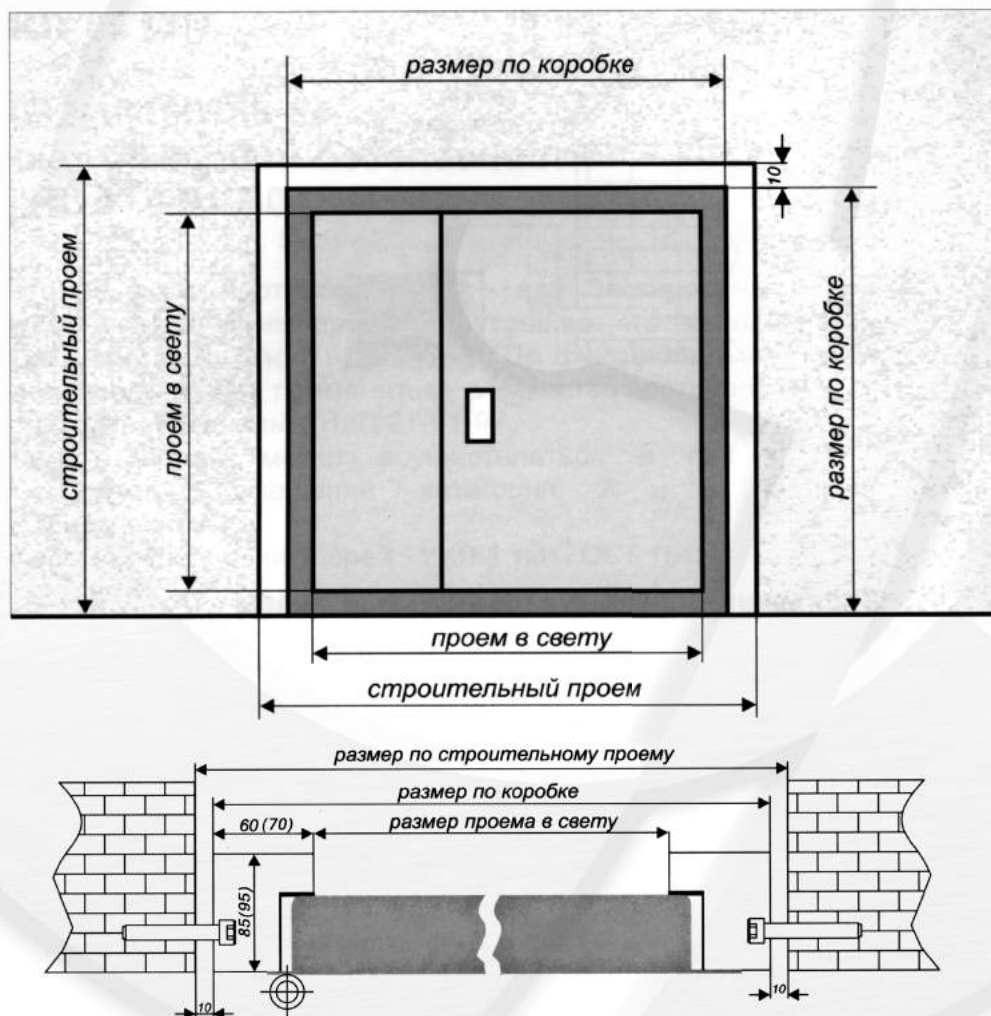 размер по коробке
10
строительный проем
проем в свету
размер по коробке
проем в свету
строительный проем
размер по строительному проему
размер по коробке
60(70)
размер проема в свету
85(95)
10
10